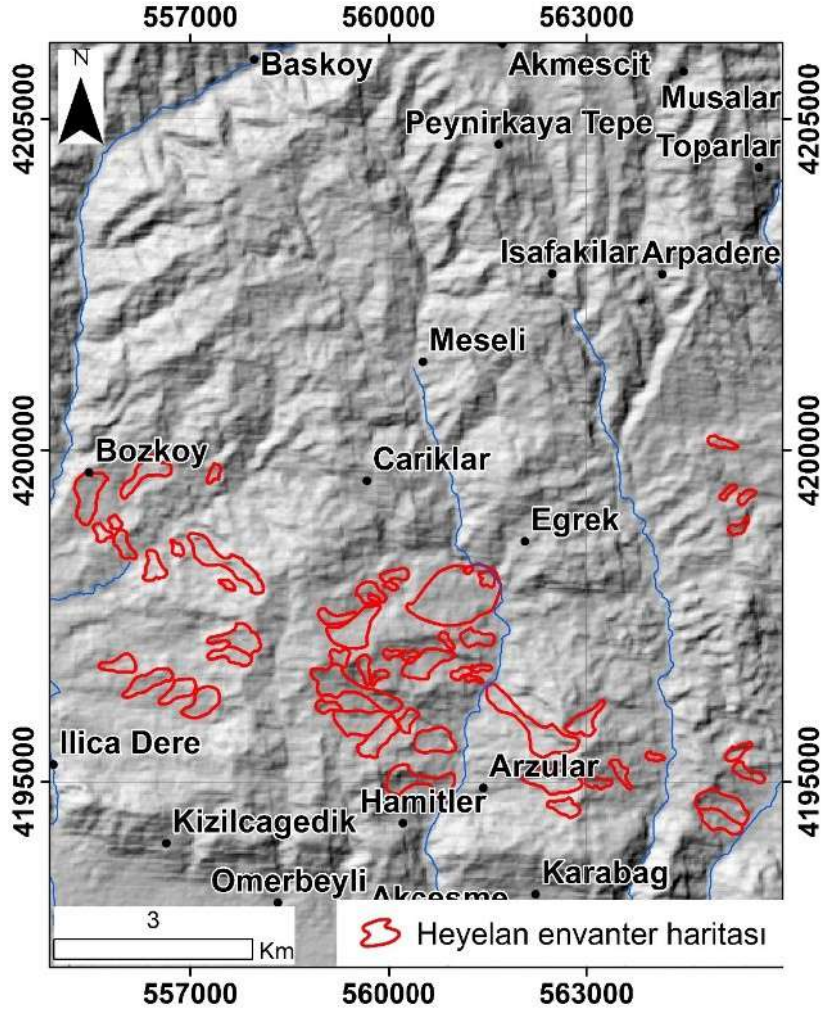 557000 560000 563000
N
Baskoy
Akmescit
Musalar
4205000
4205000
Peynirkaya Tepe
Toparlar
Isafakilar
Arpadere
Meseli
4200000
4200000
Bozkoy
Cariklar
Egrek
Ilica Dere
4195000
4195000
Arzular
Hamitler
Kizilcagedik
Omerbeyli
Karabag
Akcesme
3
Km
Heyelan envanter haritası
557000 560000 563000